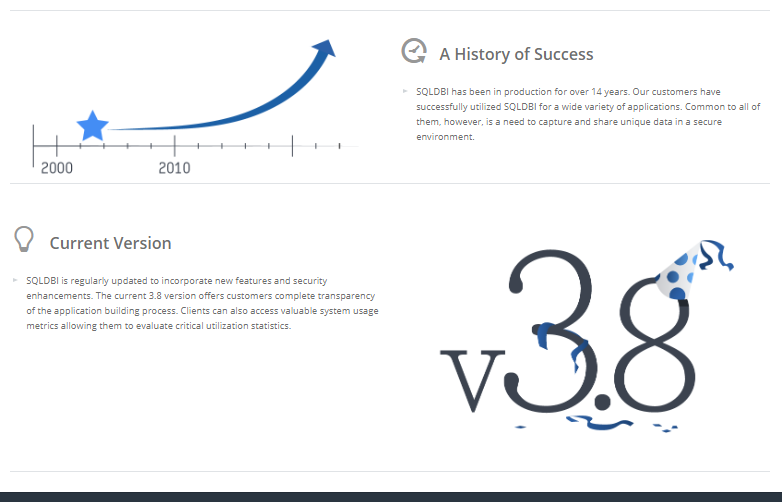 2000
2010
A History of Success
SQLDBI has been in production for over 14 years. Our customers have
successfully utilized SQLDBI for a wide variety of applications. Common to all of
them, however, is a need to capture and share unique data in a secure
environment.
Current Version
SQLDBI is regularly updated to incorporate new features and security
enhancements. The current 3.8 version offers customers complete transparency
of the application building process. Clients can also access valuable system usage
metrics allowing them to evaluate critical utilization statistics.
v3.8